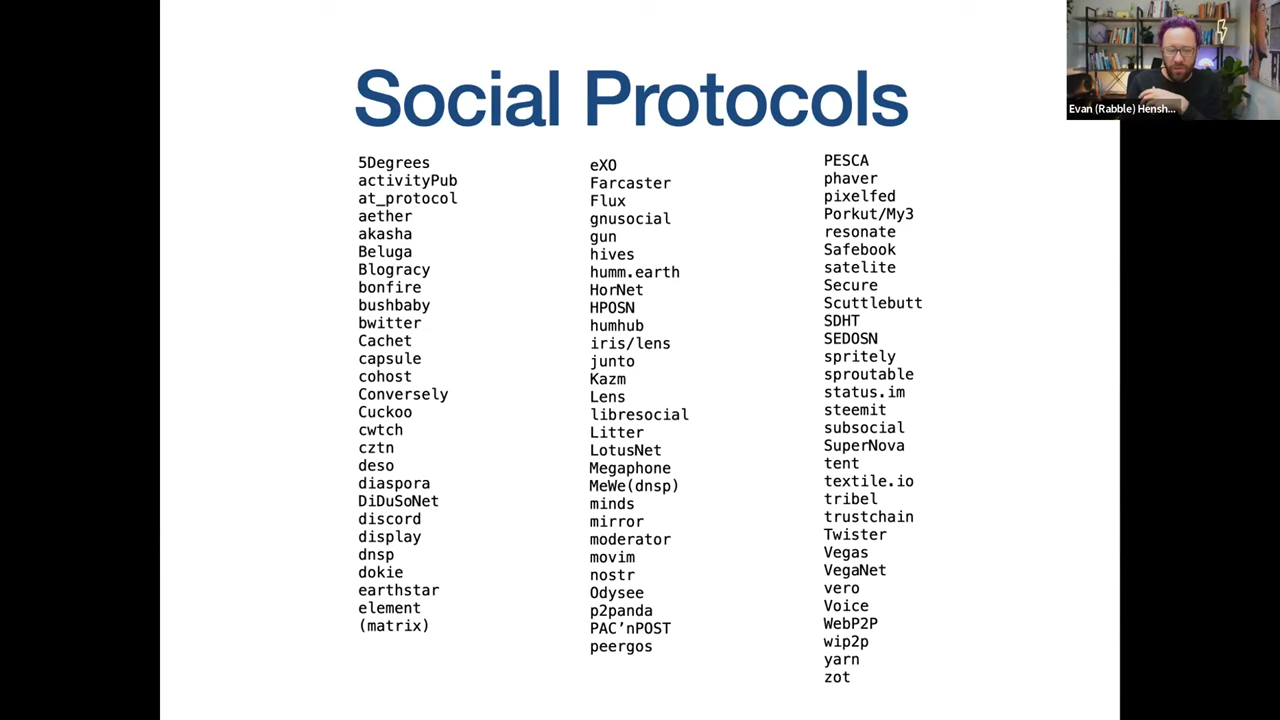 Social Protocols
5Degrees
activityPub
at_protocol
aether
akasha
Beluga
Blogracy
bonfire
bushbaby
bwitter
Cachet
capsule
cohost
Conversely
Cuckoo
cwtch
cztn
deso
diaspora
DiDuSoNet
discord
display
dnsp
dokie
earthstar
element
(matrix)
eXO
Farcaster
Flux
gnusocial
gun
hives
humm.earth
HorNet
HPOSN
humhub
iris/lens
junto
Kazm
Lens
libresocial
Litter
LotusNet
Megaphone
MeWe(dnsp)
minds
mirror
moderator
movim
nostr
Odysee
p2panda
PAC’nPOST
peergos
PESCA
phaver
pixelfed
Porkut/My3
resonate
Safebook
satelite
Secure
Scuttlebutt
SDHT
SEDOSN
spritely
sproutable
status.im
steemit
subsocial
SuperNova
tent
textile.io
tribel
trustchain
Twister
Vegas
VegaNet
vero
Voice
WebP2P
wip2p
yarn
zot
Evan (Rabble) Hensh...